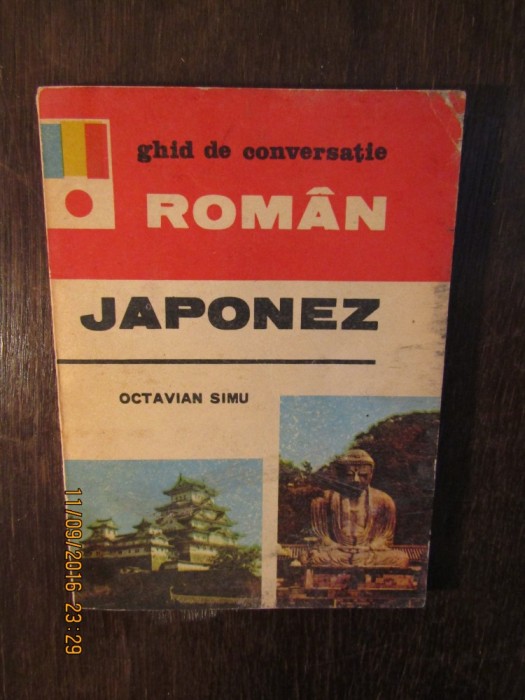 ghid de conversație
ROMÂN
JAPONEZ
OCTAVIAN SIMU
11/09/2016 23:29